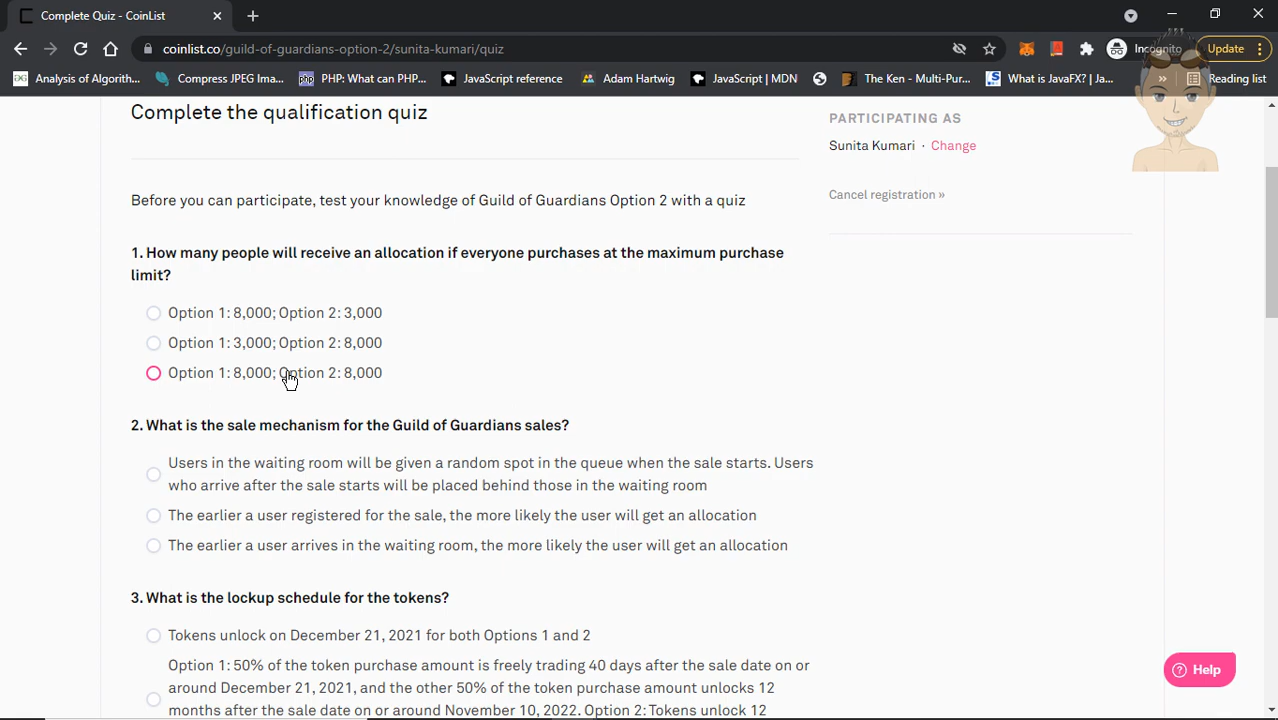 Complete Quiz - CoinList
coinlist.co/guild-of-guardians-option-2/sunita-kumari/quiz
Incognito
Update
Analysis of Algorith...
Compress JPEG Ima...
PHP: What can PHP...
JavaScript reference
Adam Hartwig
JavaScript | MDN
The Ken - Multi-Pur...
What is JavaFX? | Ja...
»
Reading list
Complete the qualification quiz
PARTICIPATING AS
Sunita Kumari · Change
Cancel registration »
Before you can participate, test your knowledge of Guild of Guardians Option 2 with a quiz
1. How many people will receive an allocation if everyone purchases at the maximum purchase
limit?
Option 1: 8,000; Option 2: 3,000
Option 1: 3,000; Option 2: 8,000
Option 1: 8,000; Option 2: 8,000
2. What is the sale mechanism for the Guild of Guardians sales?
Users in the waiting room will be given a random spot in the queue when the sale starts. Users
who arrive after the sale starts will be placed behind those in the waiting room
The earlier a user registered for the sale, the more likely the user will get an allocation
The earlier a user arrives in the waiting room, the more likely the user will get an allocation
3. What is the lockup schedule for the tokens?
Tokens unlock on December 21, 2021 for both Options 1 and 2
Option 1: 50% of the token purchase amount is freely trading 40 days after the sale date on or
around December 21, 2021, and the other 50% of the token purchase amount unlocks 12
months after the sale date on or around November 10, 2022. Option 2: Tokens unlock 12
Help